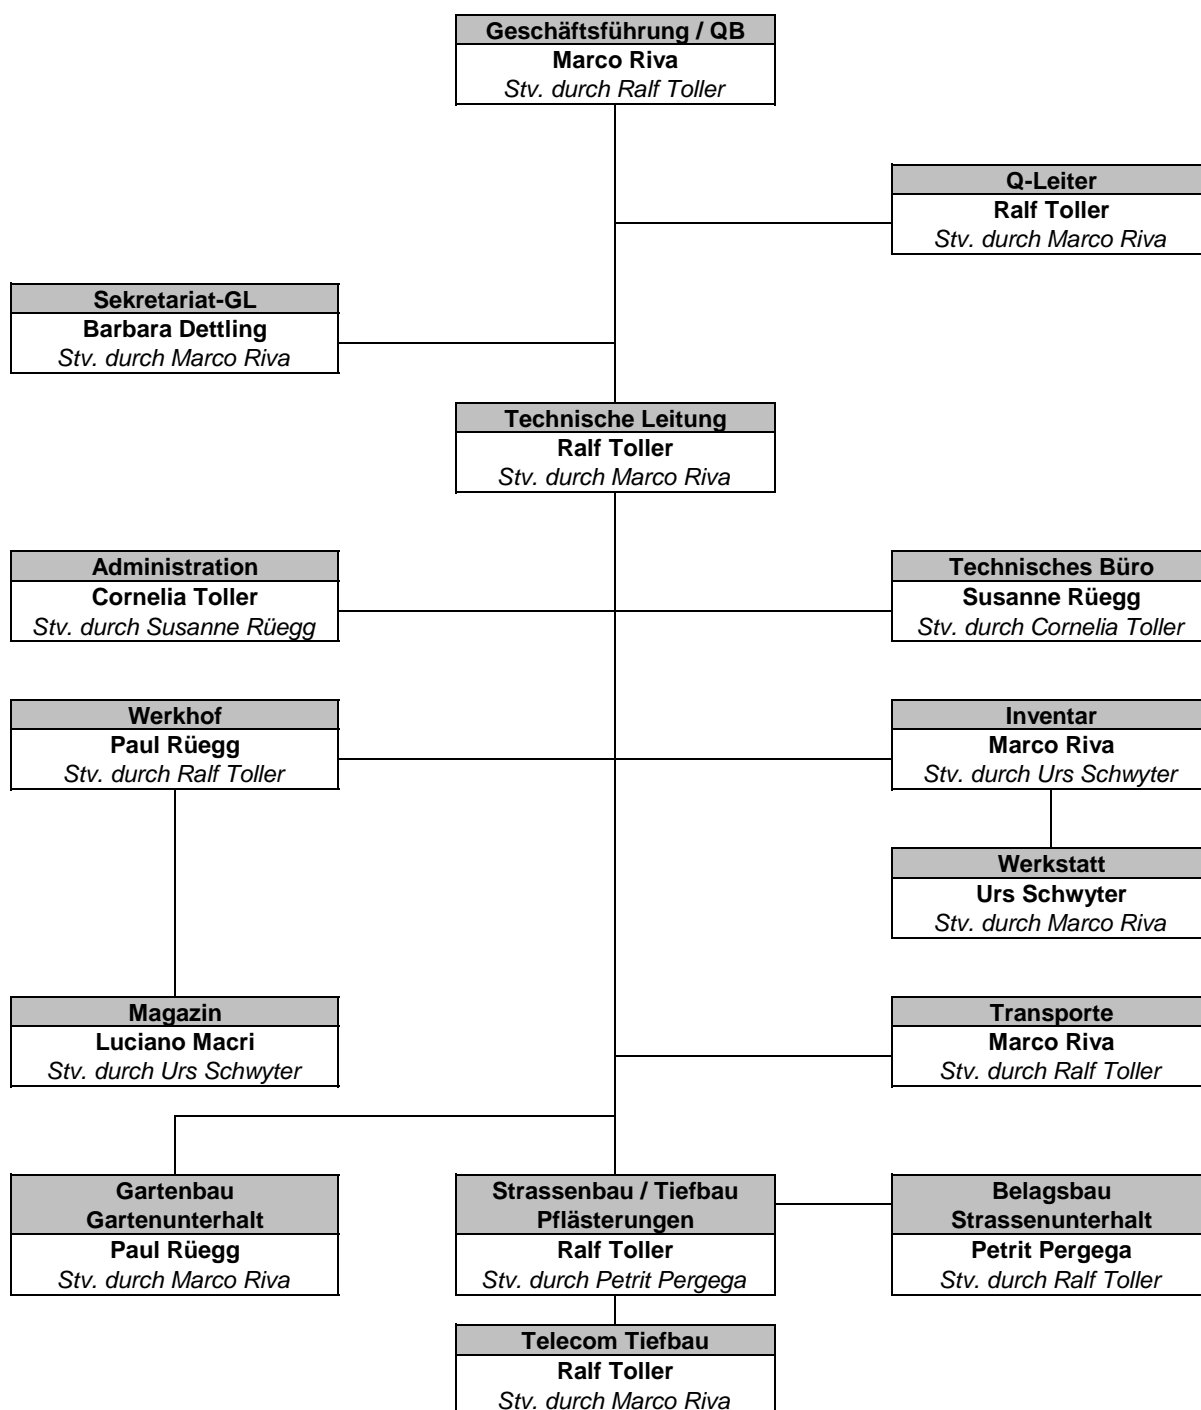 Geschäftsführung / QB
Marco Riva
Stv. durch Ralf Toller
Q-Leiter
Ralf Toller
Stv. durch Marco Riva
Sekretariat-GL
Barbara Dettling
Stv. durch Marco Riva
Technische Leitung
Ralf Toller
Stv. durch Marco Riva
Administration
Cornelia Toller
Stv. durch Susanne Rüegg
Technisches Büro
Susanne Rüegg
Stv. durch Cornelia Toller
Werkhof
Paul Rüegg
Stv. durch Ralf Toller
Inventar
Marco Riva
Stv. durch Urs Schwyter
Werkstatt
Urs Schwyter
Stv. durch Marco Riva
Magazin
Luciano Macri
Stv. durch Urs Schwyter
Transporte
Marco Riva
Stv. durch Ralf Toller
Gartenbau
Gartenunterhalt
Paul Rüegg
Stv. durch Marco Riva
Strassenbau / Tiefbau
Pflästerungen
Ralf Toller
Stv. durch Petrit Pergega
Belagsbau
Strassenunterhalt
Petrit Pergega
Stv. durch Ralf Toller
Telecom Tiefbau
Ralf Toller
Stv. durch Marco Riva